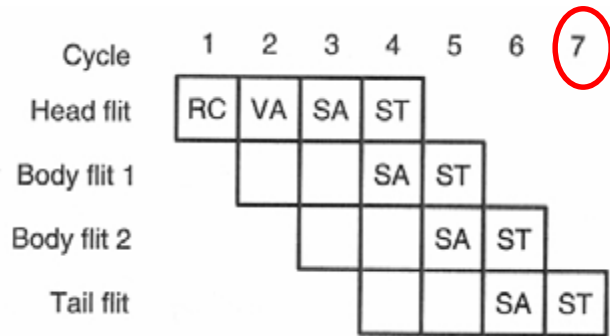 Cycle 1 2 3 4 5 6 7
Head flit RC VA SA ST
Body flit 1 SA ST
Body flit 2 SA ST
Tail flit SA ST